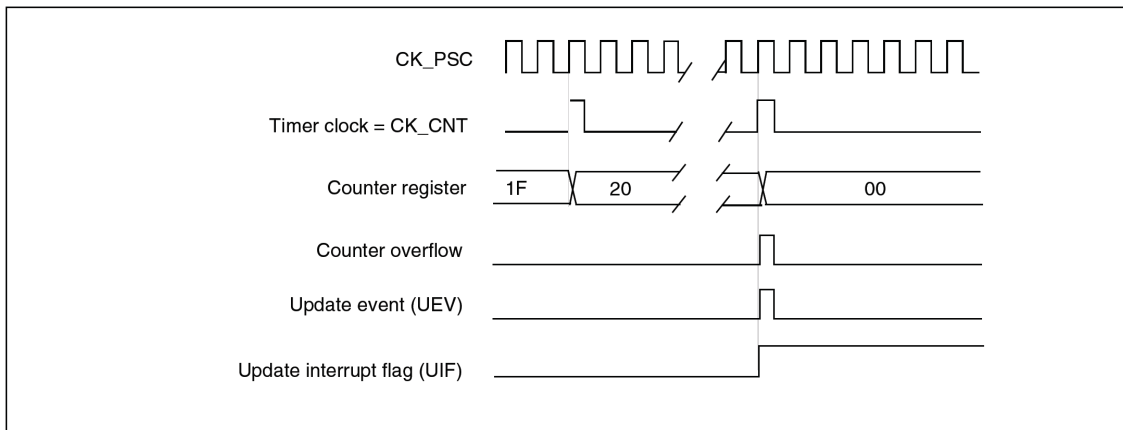 CK_PSC
Timer clock = CK_CNT
Counter register 1F 20 00
Counter overflow
Update event (UEV)
Update interrupt flag (UIF)